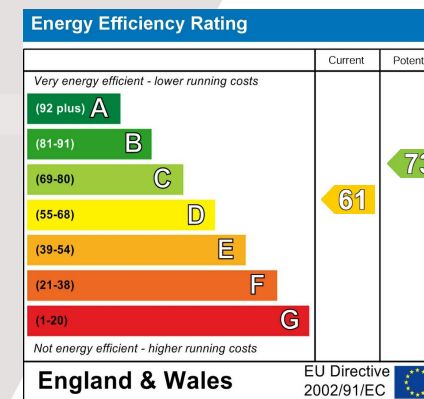 Energy Efficiency Rating
Current
Very energy efficient - lower running costs
(92 plus) A
(81-91) B
(69-80) C
73
(55-68) D
61
(39-54) E
(21-38) F
(1-20) G
Not energy efficient - higher running costs
England & Wales
EU Directive
2002/91/EC